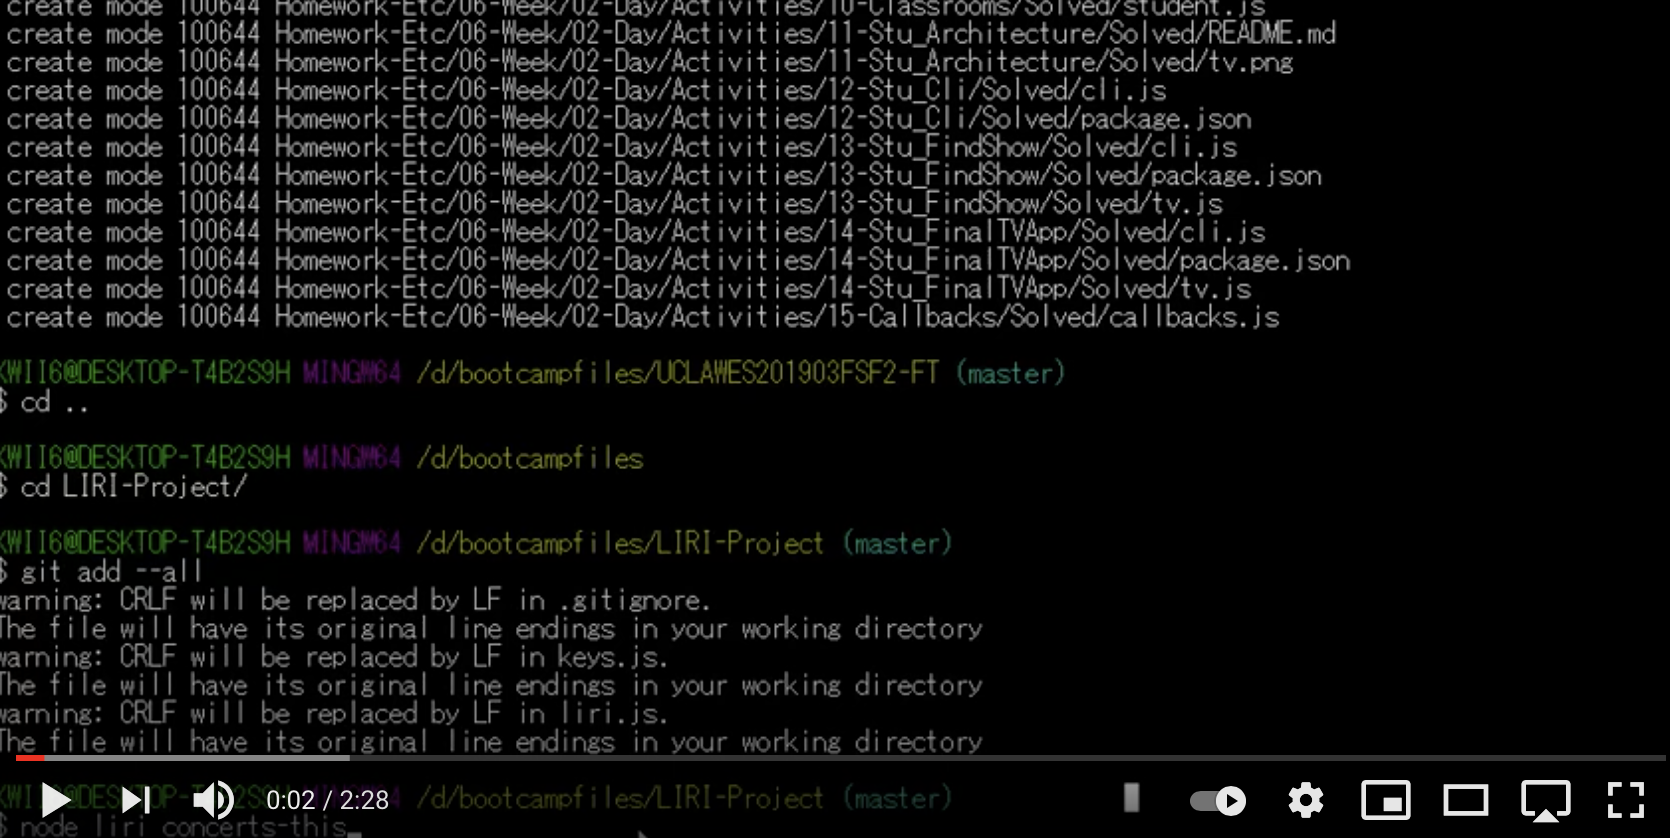 create mode 100644 Homework-Etc/06-Week/02-Day/Activities/10-Classrooms/Solved/student.js
create mode 100644 Homework-Etc/06-Week/02-Day/Activities/11-Stu_Architecture/Solved/README.md
create mode 100644 Homework-Etc/06-Week/02-Day/Activities/11-Stu_Architecture/Solved/tv.png
create mode 100644 Homework-Etc/06-Week/02-Day/Activities/12-Stu_Cli/Solved/cli.js
create mode 100644 Homework-Etc/06-Week/02-Day/Activities/12-Stu_Cli/Solved/package.json
create mode 100644 Homework-Etc/06-Week/02-Day/Activities/13-Stu_FindShow/Solved/cli.js
create mode 100644 Homework-Etc/06-Week/02-Day/Activities/13-Stu_FindShow/Solved/package.json
create mode 100644 Homework-Etc/06-Week/02-Day/Activities/13-Stu_FindShow/Solved/tv.js
create mode 100644 Homework-Etc/06-Week/02-Day/Activities/14-Stu_FinalTVApp/Solved/cli.js
create mode 100644 Homework-Etc/06-Week/02-Day/Activities/14-Stu_FinalTVApp/Solved/package.json
create mode 100644 Homework-Etc/06-Week/02-Day/Activities/14-Stu_FinalTVApp/Solved/tv.js
create mode 100644 Homework-Etc/06-Week/02-Day/Activities/15-Callbacks/Solved/callbacks.js
KWII6@DESKTOP-T4B2S9H MINGW64 /d/bootcampfiles/UCLAWES201903FSF2-FT (master)
$ cd ..
KWII6@DESKTOP-T4B2S9H MINGW64 /d/bootcampfiles
$ cd LIRI-Project/
KWII6@DESKTOP-T4B2S9H MINGW64 /d/bootcampfiles/LIRI-Project (master)
$ git add --all
warning: CRLF will be replaced by LF in .gitignore.
The file will have its original line endings in your working directory
warning: CRLF will be replaced by LF in keys.js.
The file will have its original line endings in your working directory
warning: CRLF will be replaced by LF in liri.js.
The file will have its original line endings in your working directory
/d/bootcampfiles/LIRI-Project (master)
0:02 / 2:28
$ node liri concerts-this_